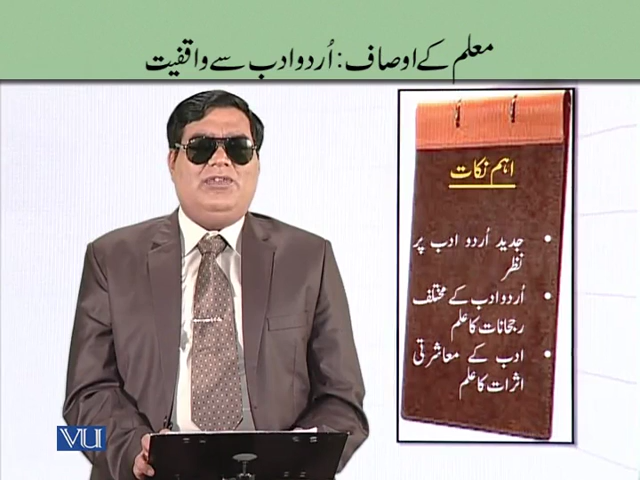 معلم کے اوصاف: اُردو ادب سے واقفیت
اہم نکات
• جدید اُردو ادب پر
نظر
• اُردو ادب کے مختلف
رجحانات کا علم
• ادب کے معاشرتی
اثرات کا علم
VU